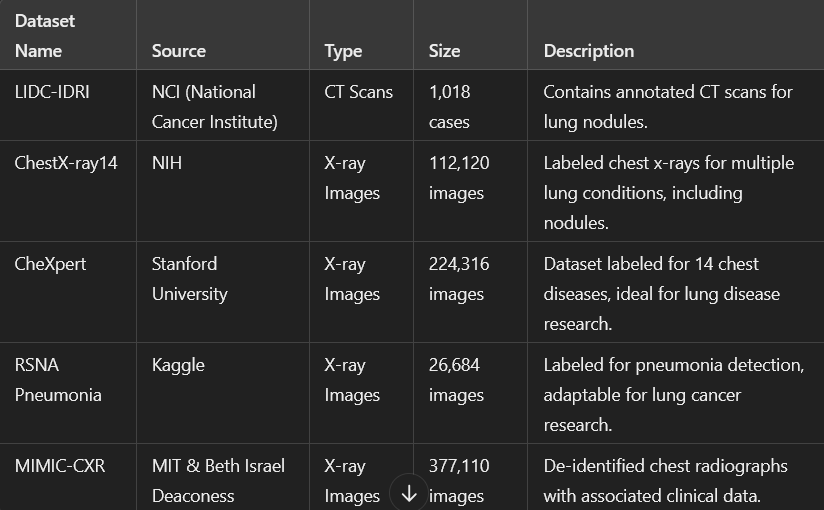 Dataset
Name Source Type Size Description
LIDC-IDRI NCI (National CT Scans 1,018 Contains annotated CT scans for
Cancer Institute) cases lung nodules.
ChestX-ray14 NIH X-ray 112,120 Labeled chest x-rays for multiple
Images images lung conditions, including
nodules.
CheXpert Stanford X-ray 224,316 Dataset labeled for 14 chest
University Images images diseases, ideal for lung disease
research.
RSNA Kaggle X-ray 26,684 Labeled for pneumonia detection,
Pneumonia Images images adaptable for lung cancer
research.
MIMIC-CXR MIT & Beth Israel X-ray 377,110 De-identified chest radiographs
Deaconess Images images with associated clinical data.